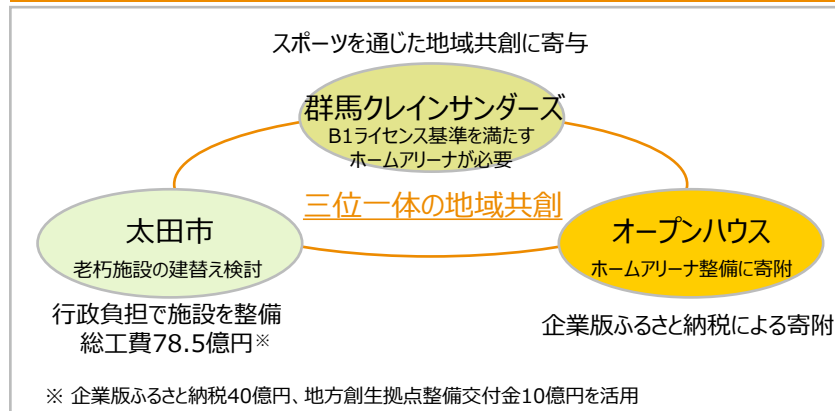 スポーツを通じた地域共創に寄与
群馬クレインサンダーズ
B1ライセンス基準を満たす
ホームアリーナが必要
三位一体の地域共創
太田市
老朽施設の建替え検討
オープンハウス
ホームアリーナ整備に寄附
行政負担で施設を整備
総工費78.5億円※
企業版ふるさと納税による寄附
※ 企業版ふるさと納税40億円、地方創生拠点整備交付金10億円を活用